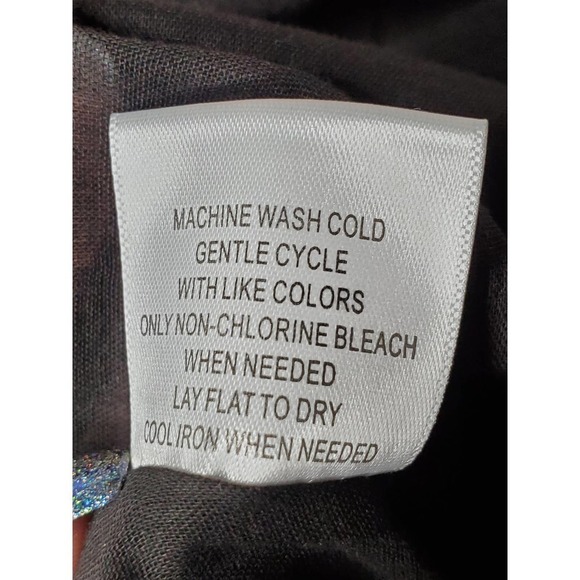 MACHINE WASH COLD
GENTLE CYCLE
WITH LIKE COLORS
ONLY NON-CHLORINE BLEACH
WHEN NEEDED
LAY FLAT TO DRY
COOL IRON WHEN NEEDED